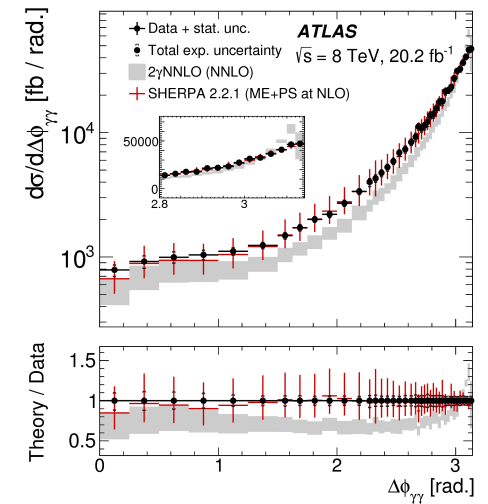 Data + stat. unc.
Total exp. uncertainty
2γNNLO (NNLO)
SHERPA 2.2.1 (ME+PS at NLO)
ATLAS
√s = 8 TeV, 20.2 fb⁻¹
dσ/dΔϕγγ [fb / rad.]
10⁴
10³
50000
0
2.8
3
Theory / Data
1.5
1
0.5
0
1
2
3
Δϕγγ [rad.]